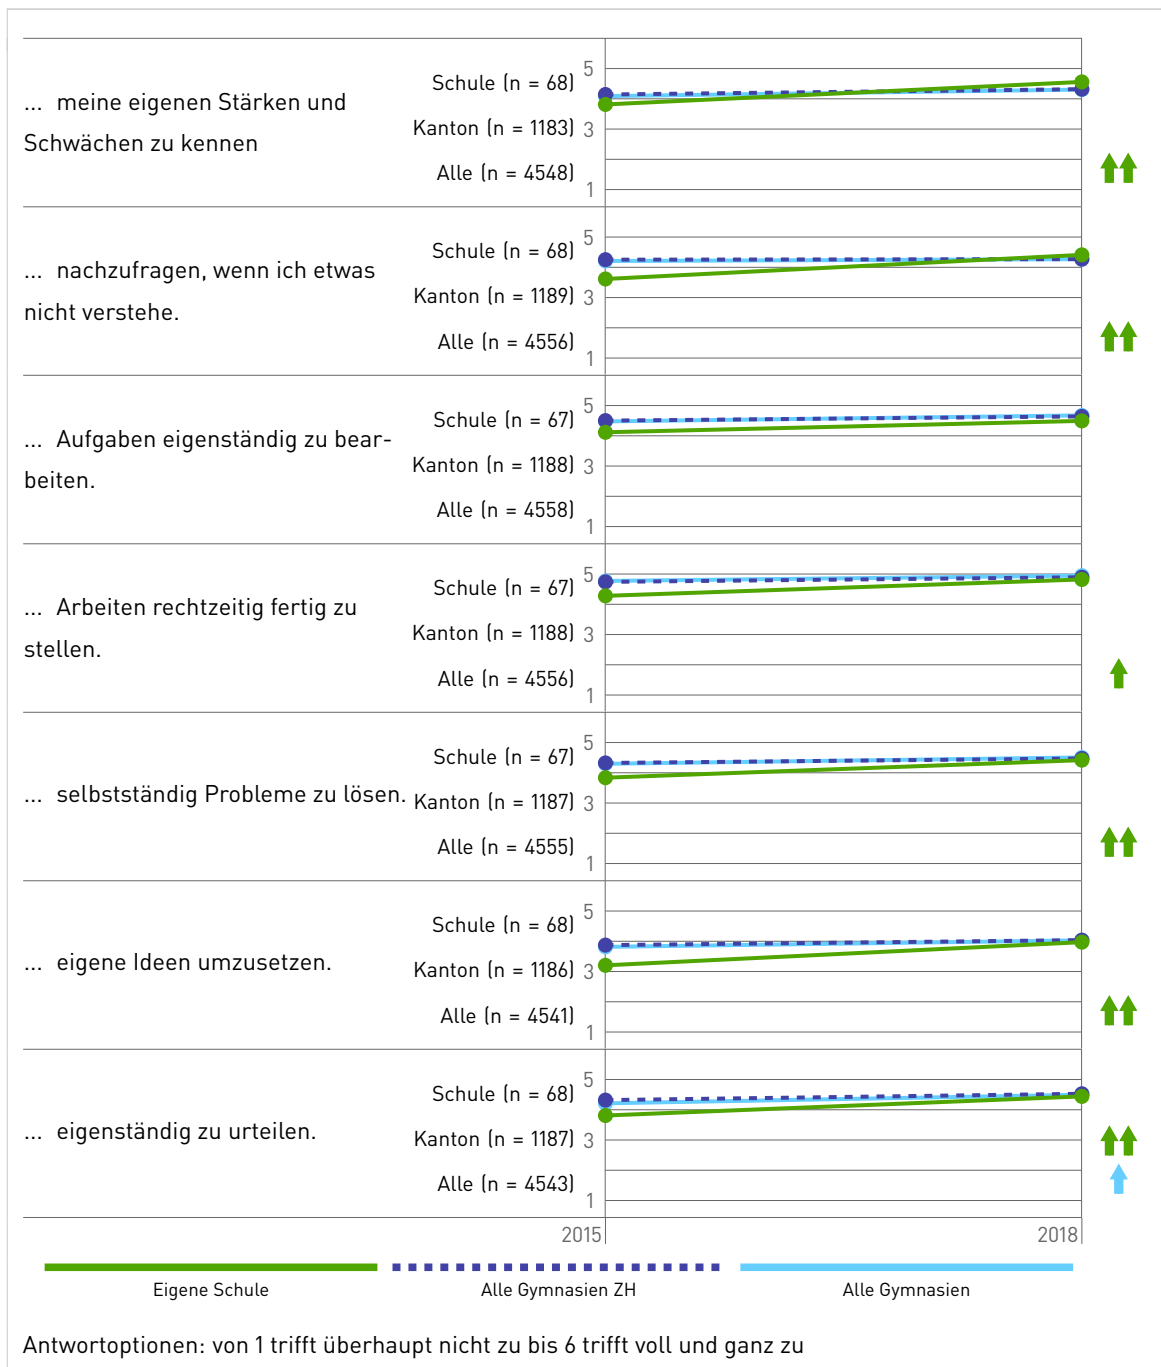 5
Schule (n = 68)
... meine eigenen Stärken und
Kanton (n = 1183) 3
Schwächen zu kennen
Alle (n = 4548)
1
5
Schule (n = 68)
... nachzufragen, wenn ich etwas
Kanton (n = 1189) 3
nicht verstehe.
Alle (n = 4556)
1
5
Schule (n = 67)
... Aufgaben eigenständig zu bear-
Kanton (n = 1188) 3
beiten.
Alle (n = 4558)
1
5
Schule (n = 67)
... Arbeiten rechtzeitig fertig zu
Kanton (n = 1188) 3
stellen.
Alle (n = 4556)
1
5
Schule (n = 67)
... selbstständig Probleme zu lösen.
Kanton (n = 1187) 3
Alle (n = 4555)
1
5
Schule (n = 68)
... eigene Ideen umzusetzen.
Kanton (n = 1186) 3
Alle (n = 4541)
1
5
Schule (n = 68)
... eigenständig zu urteilen.
Kanton (n = 1187) 3
Alle (n = 4543)
1
2015 2018
Eigene Schule Alle Gymnasien ZH Alle Gymnasien
Antwortoptionen: von 1 trifft überhaupt nicht zu bis 6 trifft voll und ganz zu